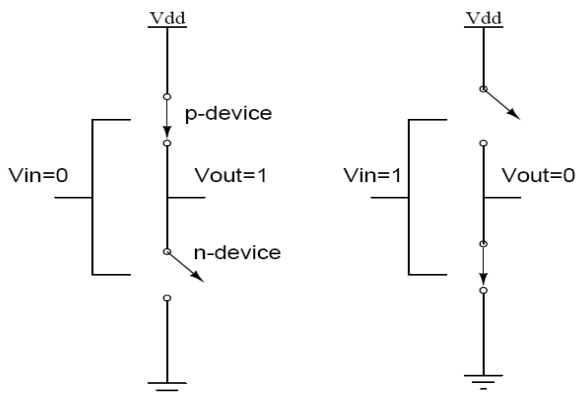 Vdd
p-device
Vin=0
Vout=1
n-device
Vdd
Vin=1
Vout=0